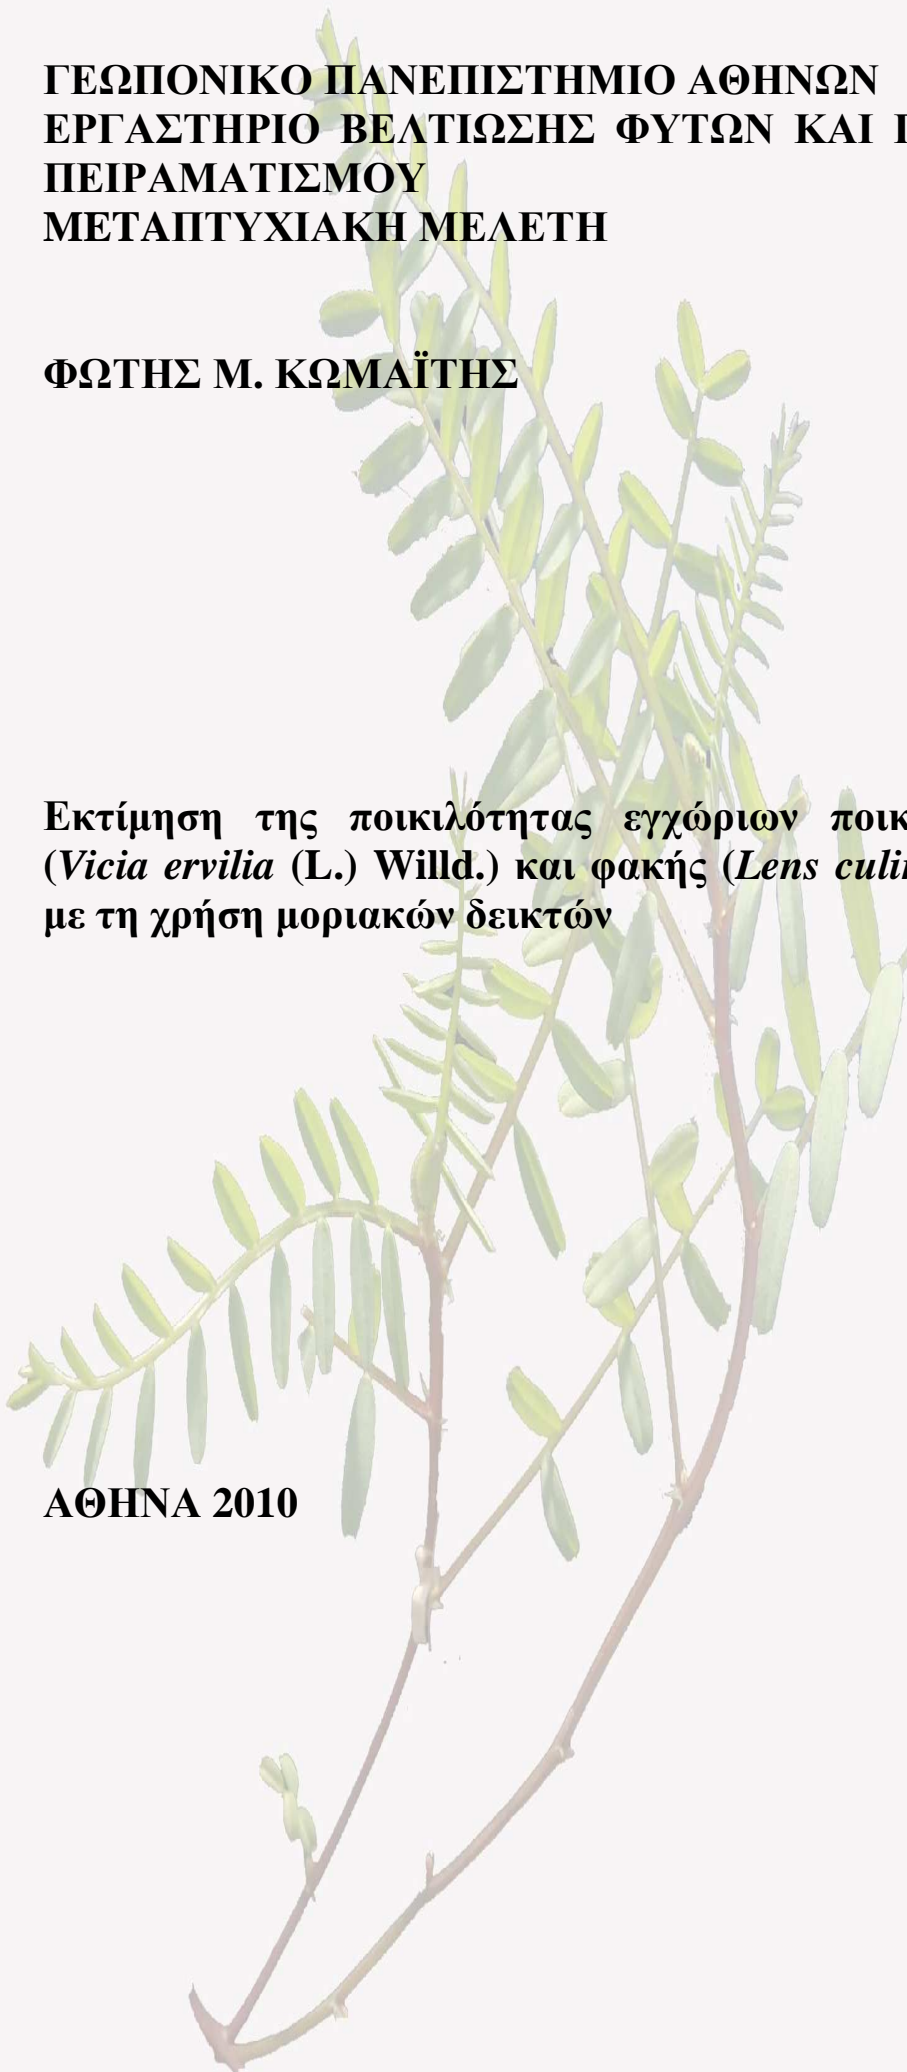 ΓΕΩΠΟΝΙΚΟ ΠΑΝΕΠΙΣΤΗΜΙΟ ΑΘΗΝΩΝ
ΕΡΓΑΣΤΗΡΙΟ ΒΕΛΤΙΩΣΗΣ ΦΥΤΩΝ ΚΑΙ
ΠΕΙΡΑΜΑΤΙΣΜΟΥ
ΜΕΤΑΠΤΥΧΙΑΚΗ ΜΕΛΕΤΗ
ΦΩΤΗΣ Μ. ΚΩΜΑΪΤΗΣ
Εκτίμηση της ποικιλότητας εγχώριων
(Vicia ervilia (L.) Willd.) και φακής (Lens
με τη χρήση μοριακών δεικτών
ΑΘΗΝΑ 2010